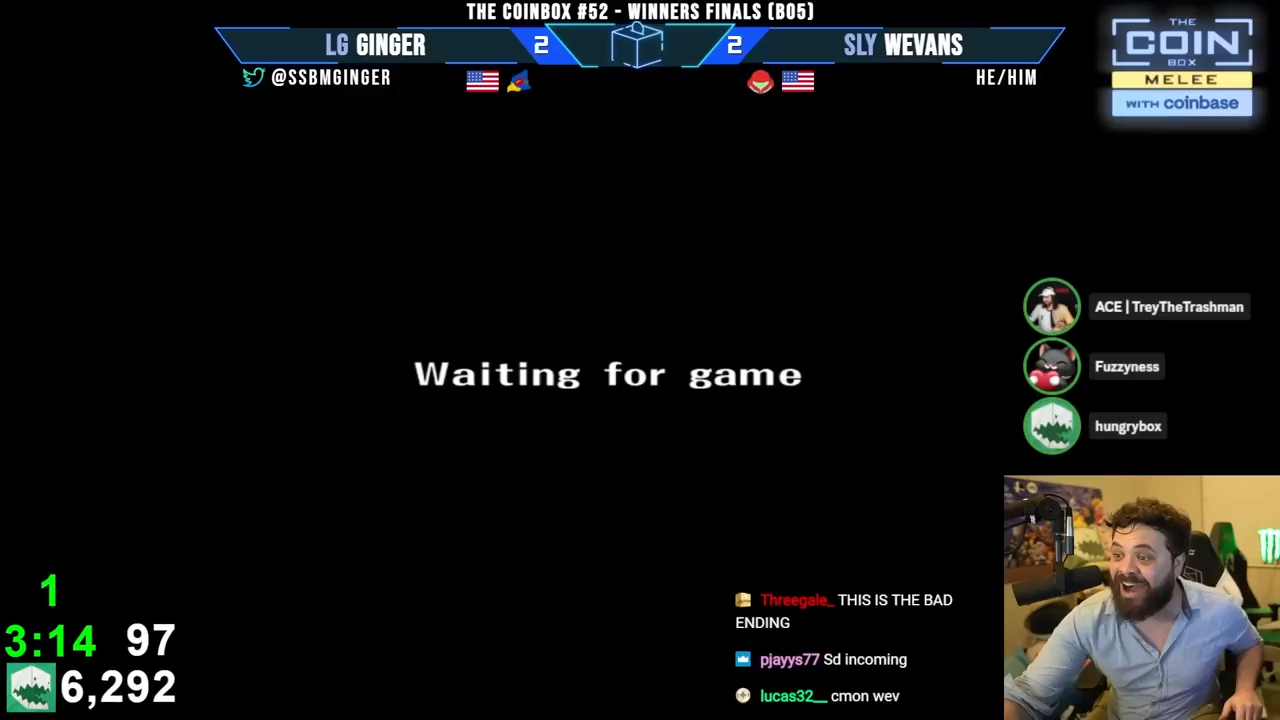 THE COINBOX #52 - WINNERS FINALS (BO5)
LG GINGER
2
2
SLY WEVANS
@SSBMGINGER
HE/HIM
THE
COIN
BOX
MELEE
WITH coinbase
ACE | TreyTheTrashman
Waiting for game
Fuzzyness
hungrybox
1
3:14 97
6,292
Threegale_ THIS IS THE BAD
ENDING
pjayys77 Sd incoming
lucas32__ cmon wev